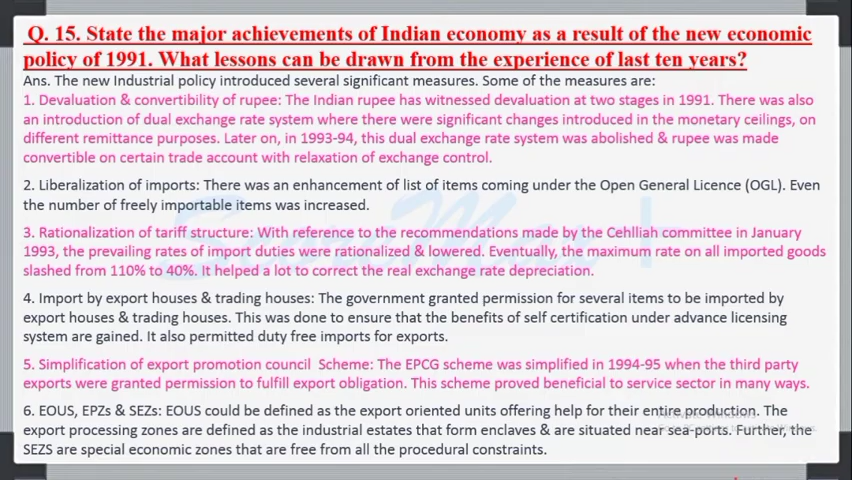 Q. 15. State the major achievements of Indian economy as a result of the new economic
policy of 1991. What lessons can be drawn from the experience of last ten years?
Ans. The new Industrial policy introduced several significant measures. Some of the measures are:
1. Devaluation & convertibility of rupee: The Indian rupee has witnessed devaluation at two stages in 1991. There was also
an introduction of dual exchange rate system where there were significant changes introduced in the monetary ceilings, on
different remittance purposes. Later on, in 1993-94, this dual exchange rate system was abolished & rupee was made
convertible on certain trade account with relaxation of exchange control.
2. Liberalization of imports: There was an enhancement of list of items coming under the Open General Licence (OGL). Even
the number of freely importable items was increased.
3. Rationalization of tariff structure: With reference to the recommendations made by the Cehlliah committee in January
1993, the prevailing rates of import duties were rationalized & lowered. Eventually, the maximum rate on all imported goods
slashed from 110% to 40%. It helped a lot to correct the real exchange rate depreciation.
4. Import by export houses & trading houses: The government granted permission for several items to be imported by
export houses & trading houses. This was done to ensure that the benefits of self certification under advance licensing
system are gained. It also permitted duty free imports for exports.
5. Simplification of export promotion council Scheme: The EPCG scheme was simplified in 1994-95 when the third party
exports were granted permission to fulfill export obligation. This scheme proved beneficial to service sector in many ways.
6. EOUS, EPZs & SEZs: EOUS could be defined as the export oriented units offering help for their entire production. The
export processing zones are defined as the industrial estates that form enclaves & are situated near sea-ports. Further, the
SEZS are special economic zones that are free from all the procedural constraints.